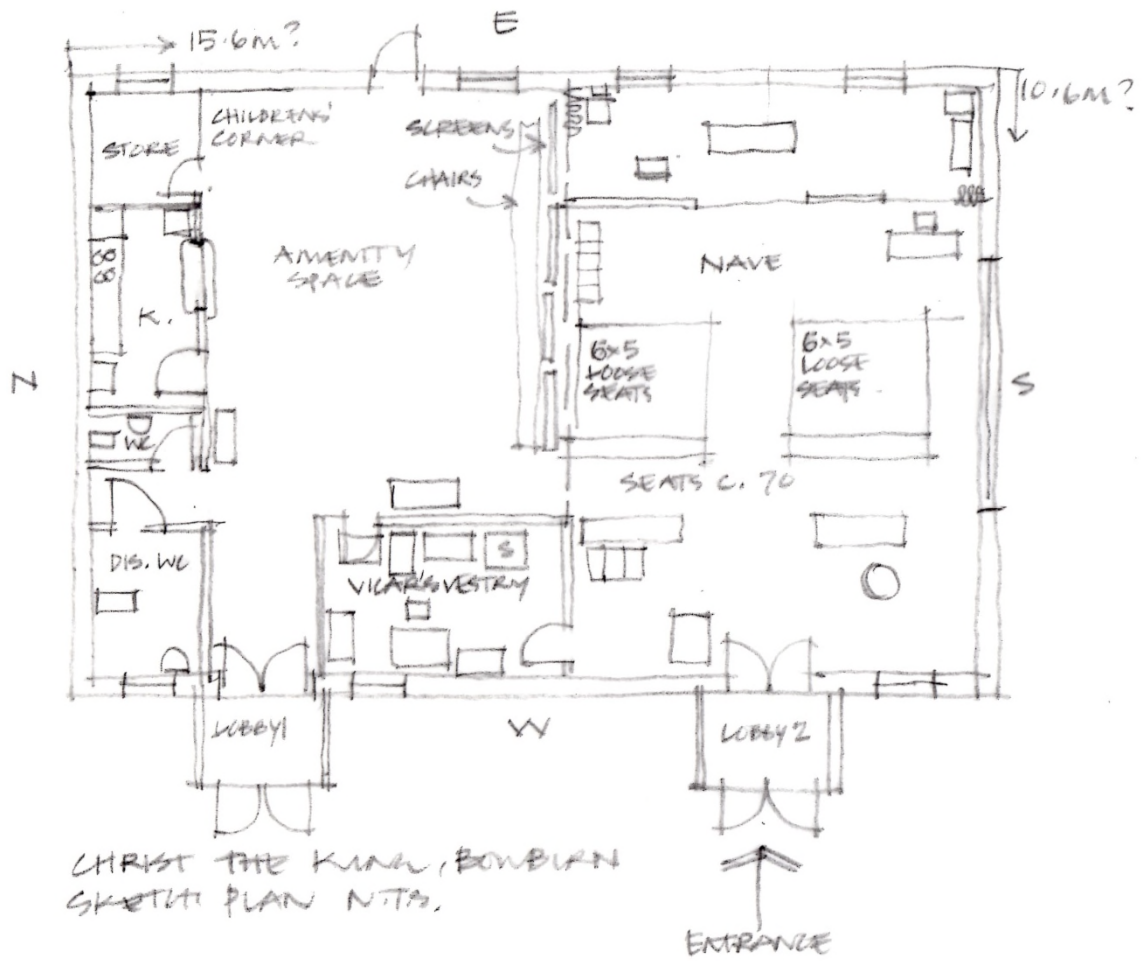 E
15.6m?
10.6m?
CHILDRENS'
CORNER
STORE
SCREENS
CHAIRS
AMENITY
SPACE
NAVE
K.
N
S
6x5
LOOSE
SEATS
6x5
LOOSE
SEATS
WC
SEATS C. 70
DIS. WC
S
VICAR'S VESTRY
LOBBY 1
W
LOBBY 2
CHRIST THE KING, BOWBURN
SKETCH PLAN N.T.S.
ENTRANCE